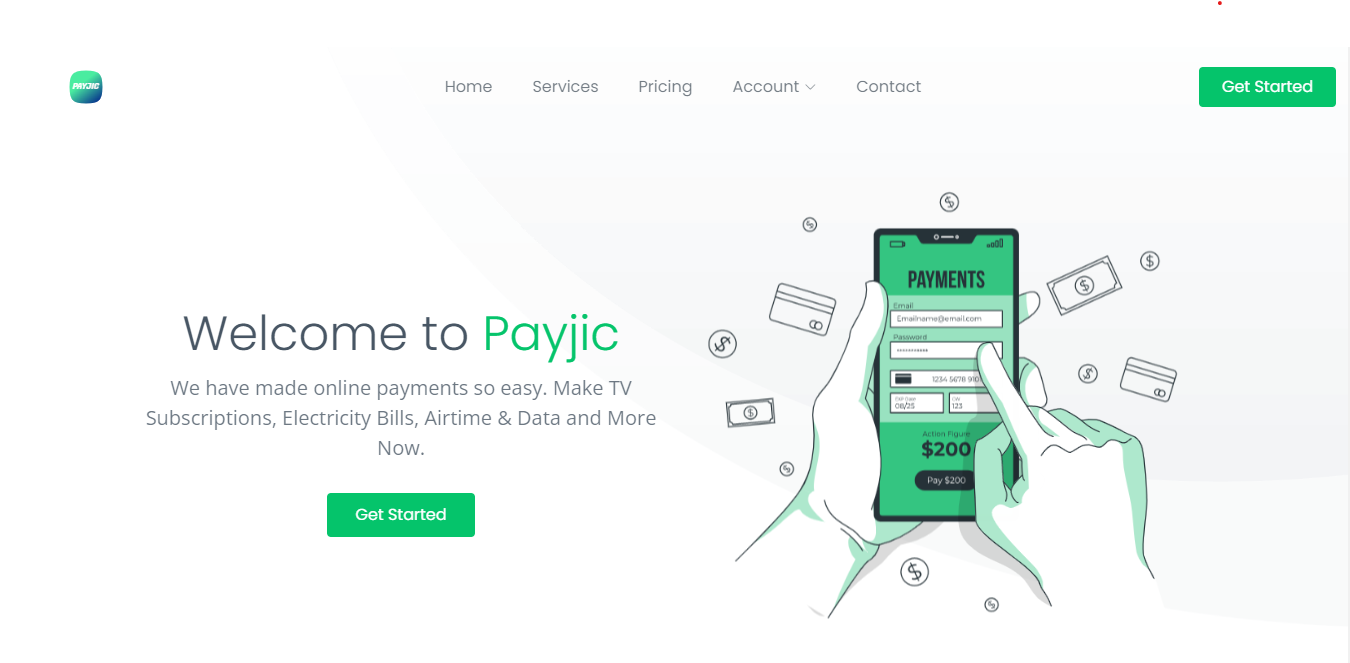 PAYJIC
Home Services Pricing Account Contact
Get Started
Welcome to Payjic
We have made online payments so easy. Make TV
Subscriptions, Electricity Bills, Airtime & Data and More
Now.
Get Started
PAYMENTS
Email
Emailname@email.com
Password
***********
1234 5678 910
EXP Date
08/25
CVV
123
Action Figure
$200
Pay $200